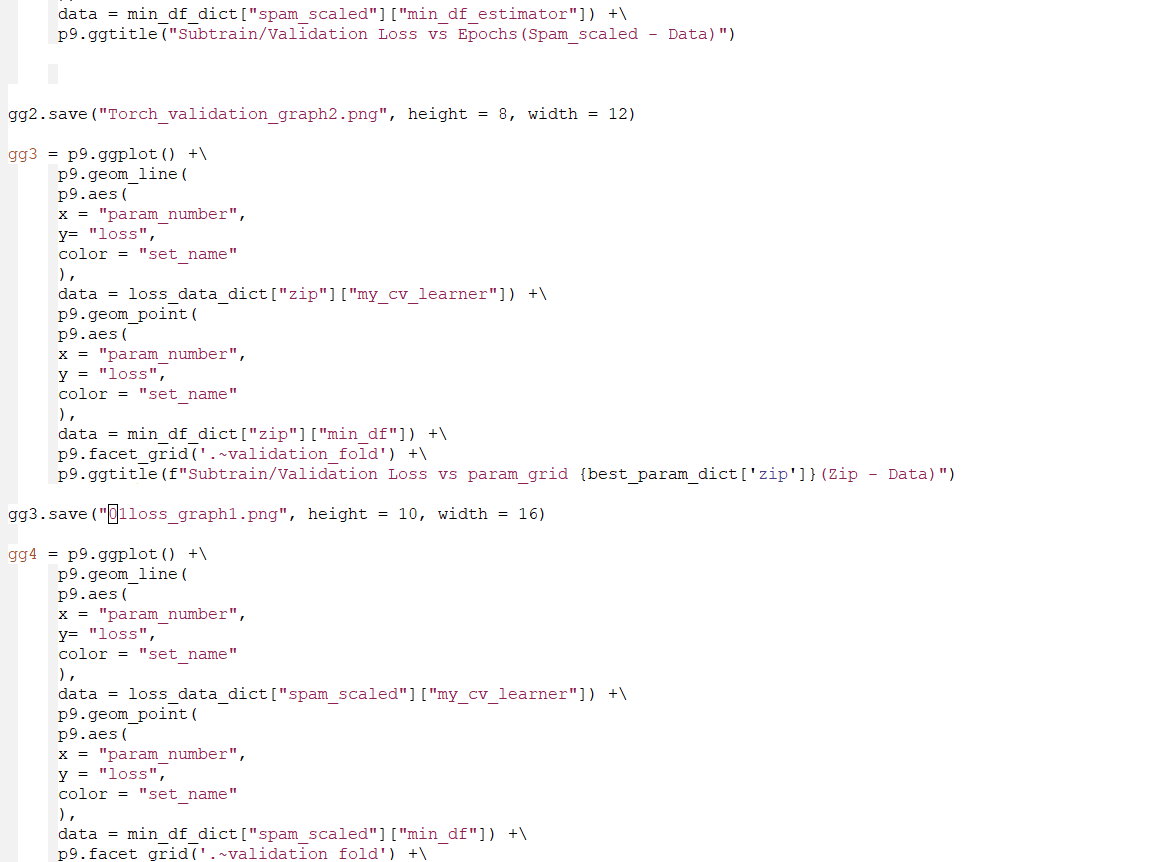 data = min_df_dict["spam_scaled"]["min_df_estimator"]) +\
p9.ggtitle("Subtrain/Validation Loss vs Epochs(Spam_scaled - Data)")
gg2.save("Torch_validation_graph2.png", height = 8, width = 12)
gg3 = p9.ggplot() +\
p9.geom_line(
p9.aes(
x = "param_number",
y= "loss",
color = "set_name"
),
data = loss_data_dict["zip"]["my_cv_learner"]) +\
p9.geom_point(
p9.aes(
x = "param_number",
y = "loss",
color = "set_name"
),
data = min_df_dict["zip"]["min_df"]) +\
p9.facet_grid('.~validation_fold') +\
p9.ggtitle(f"Subtrain/Validation Loss vs param_grid {best_param_dict['zip']}(Zip - Data)")
gg3.save("01loss_graph1.png", height = 10, width = 16)
gg4 = p9.ggplot() +\
p9.geom_line(
p9.aes(
x = "param_number",
y= "loss",
color = "set_name"
),
data = loss_data_dict["spam_scaled"]["my_cv_learner"]) +\
p9.geom_point(
p9.aes(
x = "param_number",
y = "loss",
color = "set_name"
),
data = min_df_dict["spam_scaled"]["min_df"]) +\
p9.facet_grid('.~validation_fold') +\